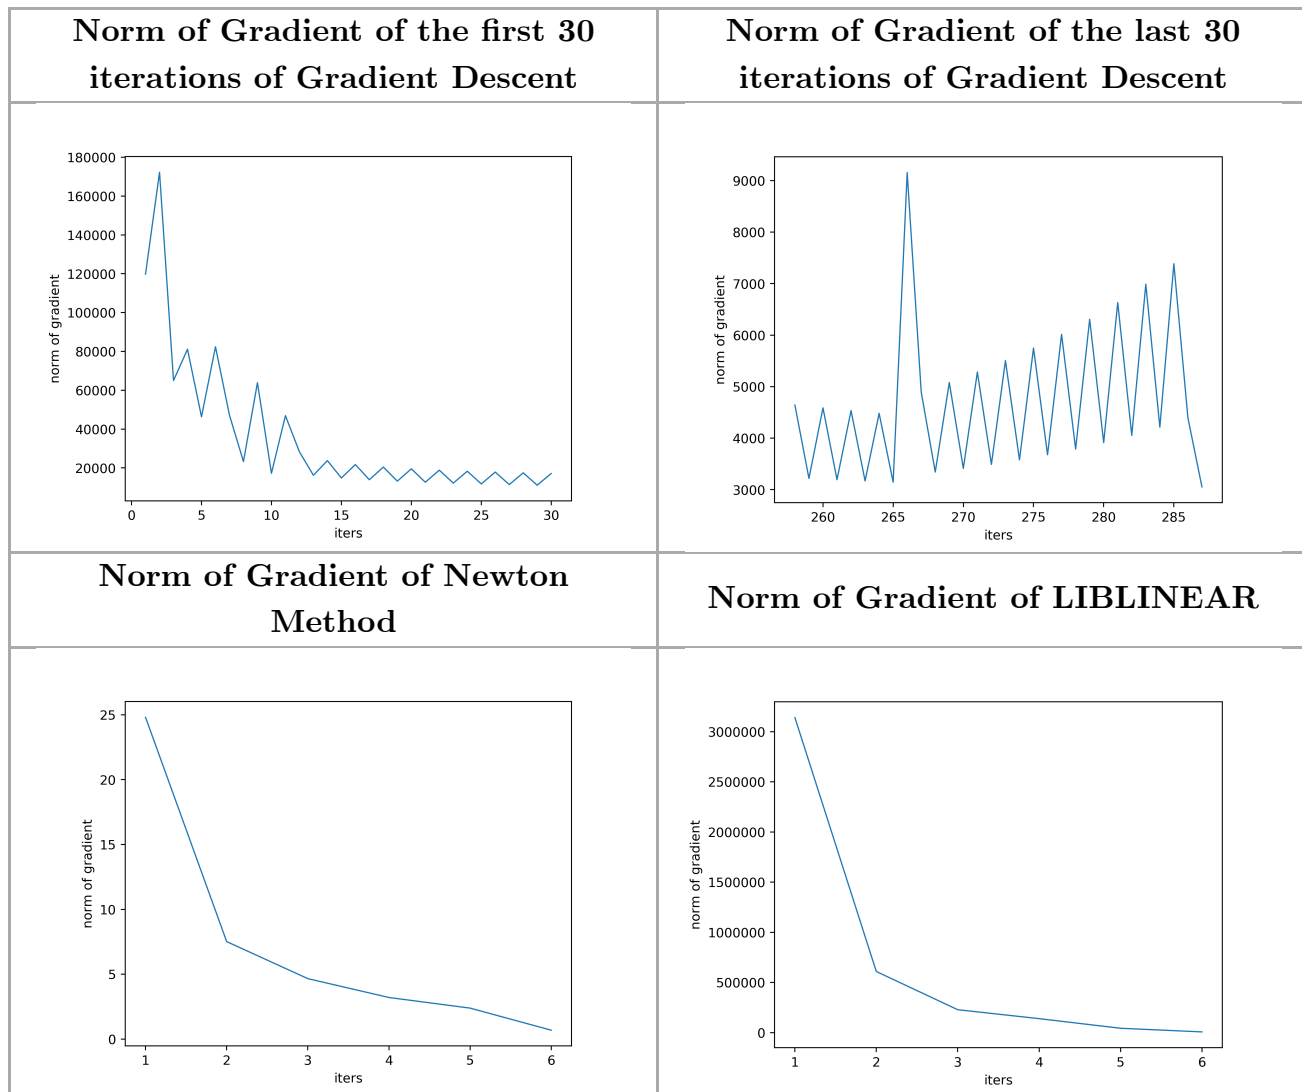 Norm of Gradient of the first 30
iterations of Gradient Descent
Norm of Gradient of the last 30
iterations of Gradient Descent
180000
160000
140000
120000
100000
80000
60000
40000
20000
norm of gradient
0 5 10 15 20 25 30
iters
9000
8000
7000
6000
5000
4000
3000
norm of gradient
260 265 270 275 280 285
iters
Norm of Gradient of Newton
Method
Norm of Gradient of LIBLINEAR
25
20
15
10
5
0
norm of gradient
1 2 3 4 5 6
iters
3000000
2500000
2000000
1500000
1000000
500000
0
norm of gradient
1 2 3 4 5 6
iters